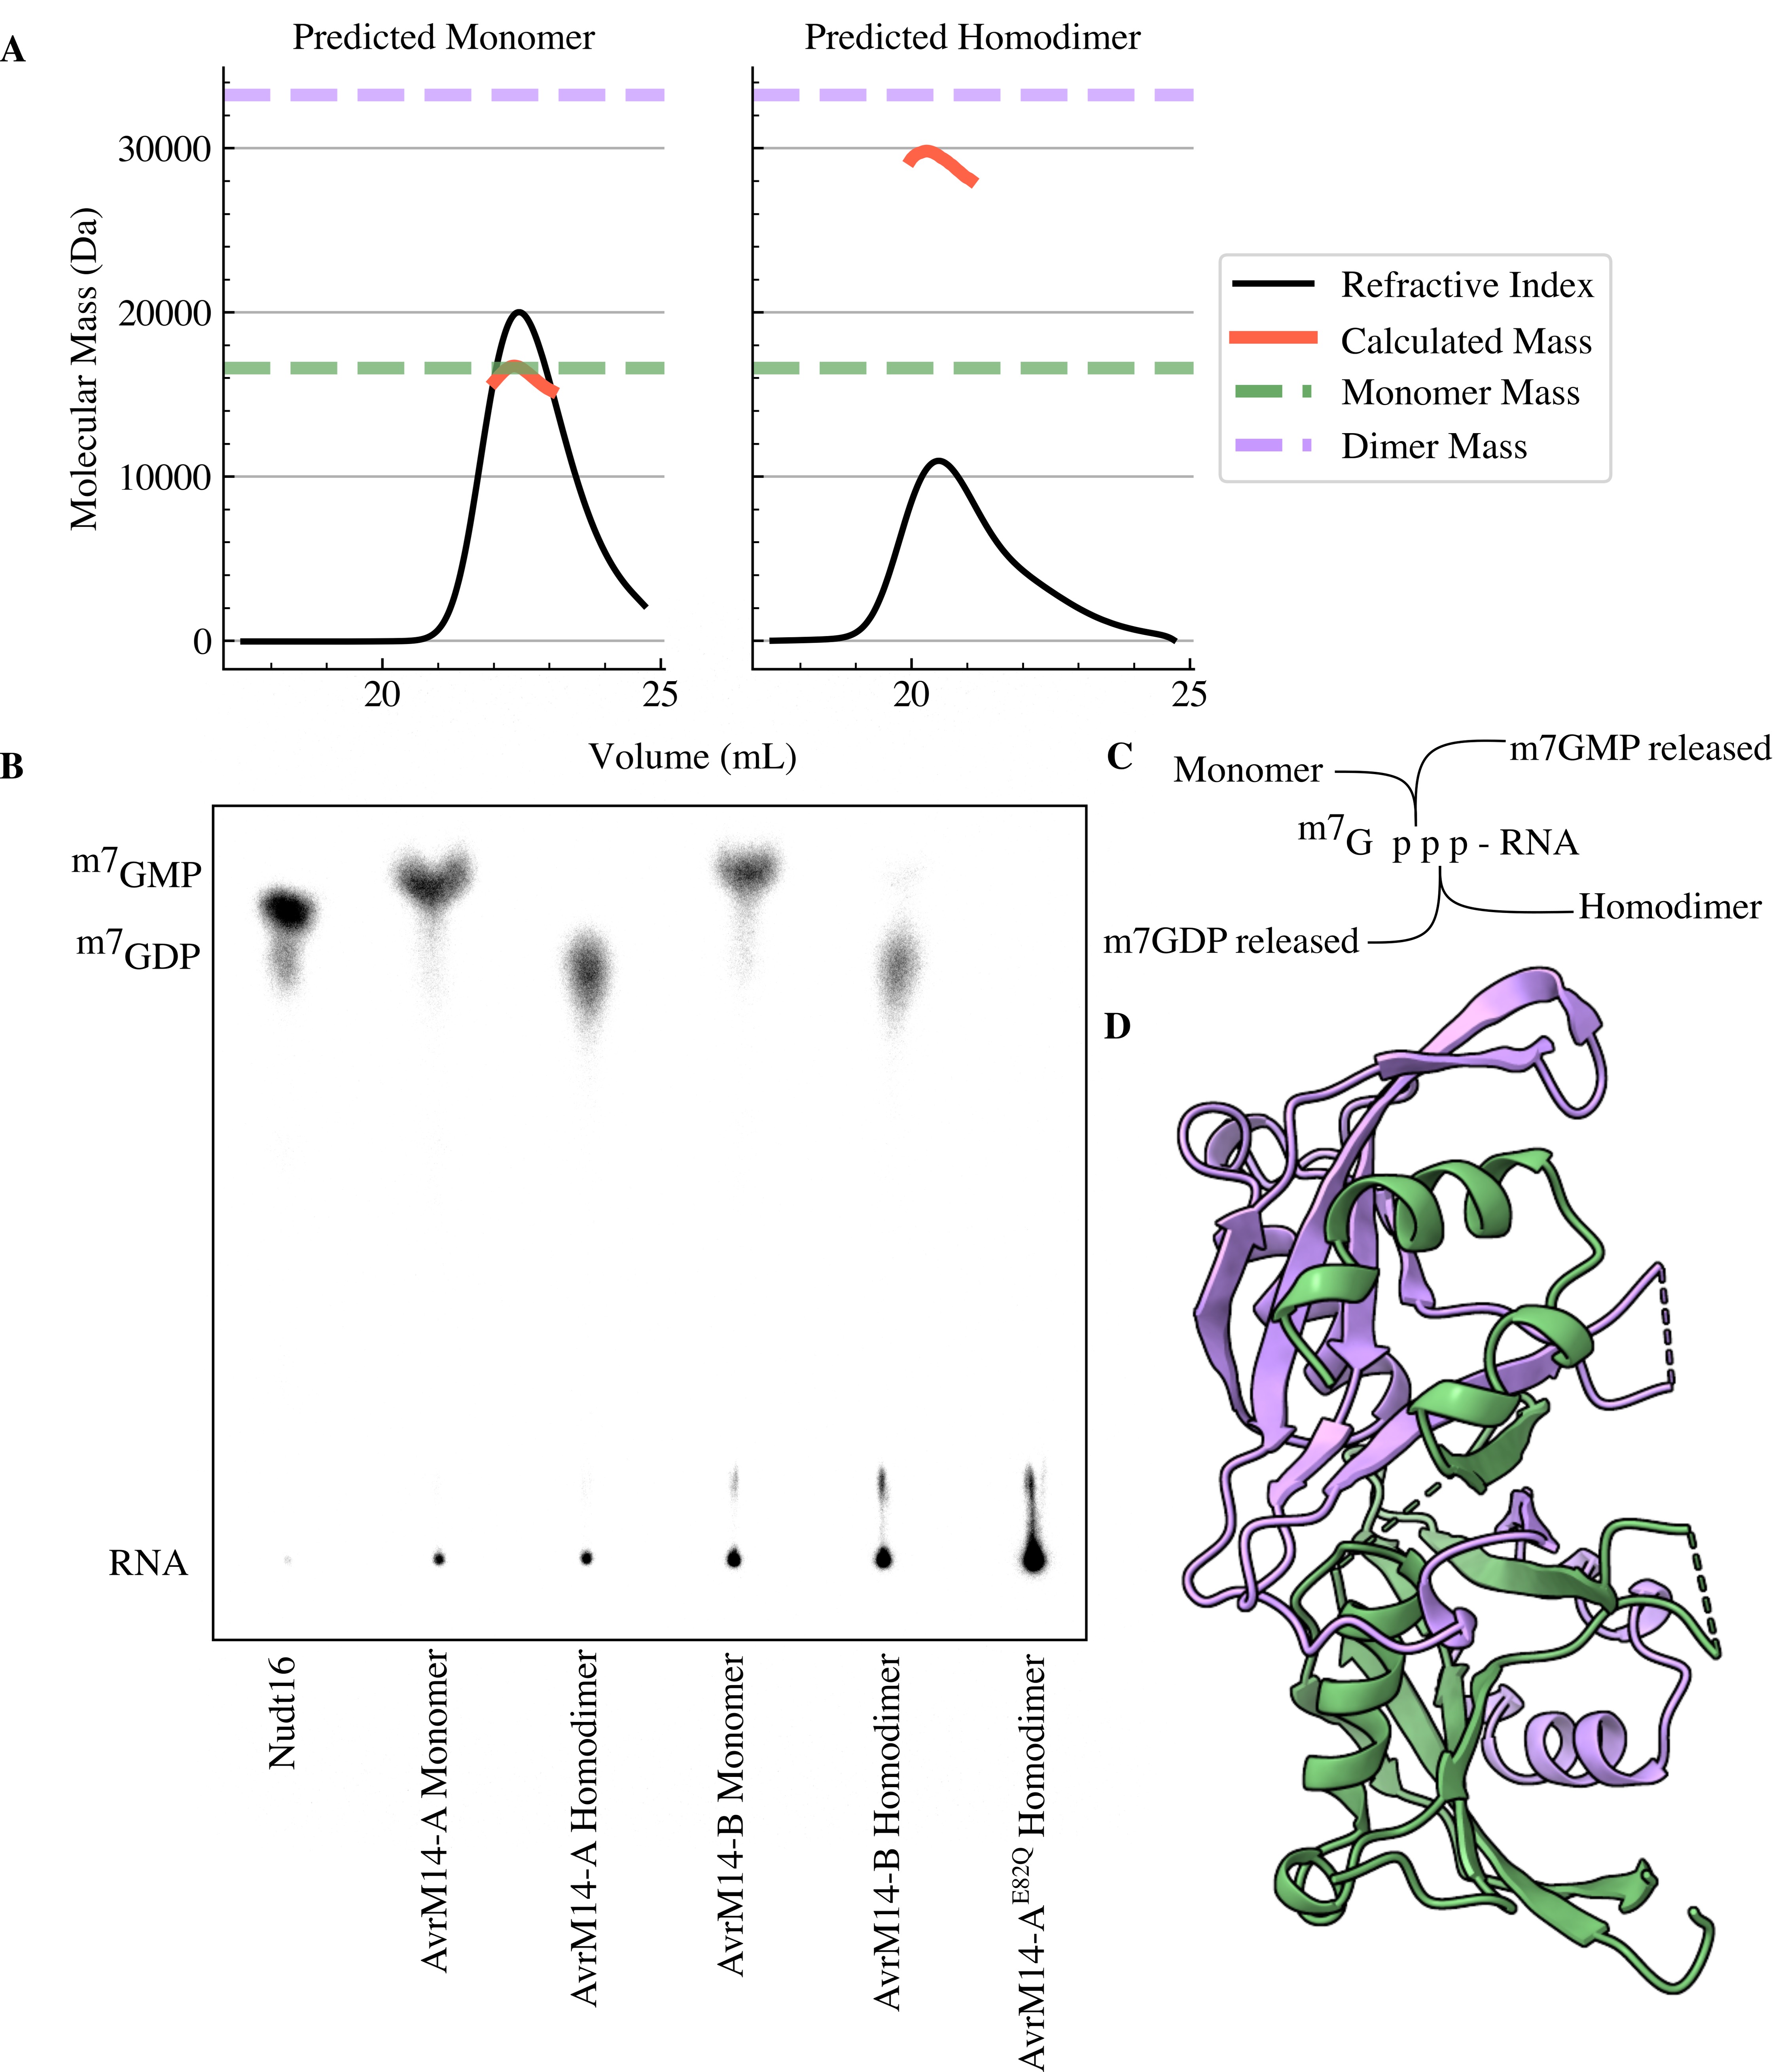 A
Predicted Monomer
Predicted Homodimer
Molecular Mass (Da)
30000
20000
10000
0
20
25
20
25
Volume (mL)
Refractive Index
Calculated Mass
Monomer Mass
Dimer Mass
B
m7GMP
m7GDP
RNA
Nudt16
AvrM14-A Monomer
AvrM14-A Homodimer
AvrM14-B Monomer
AvrM14-B Homodimer
AvrM14-A E82Q Homodimer
C
Monomer
m7GMP released
m7G p p p - RNA
Homodimer
m7GDP released
D